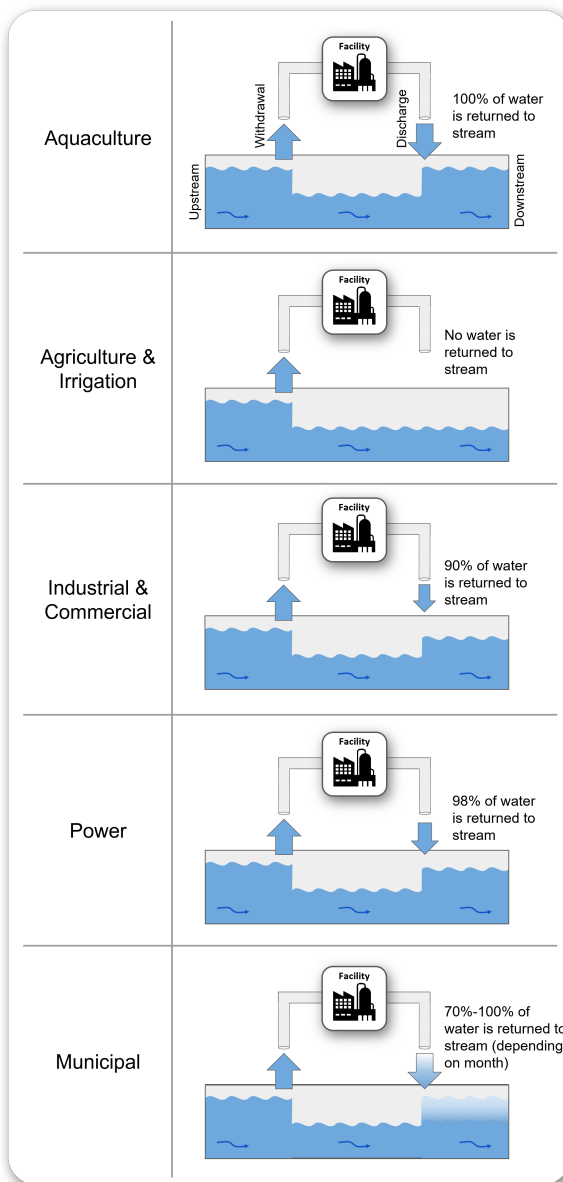 Facility
Withdrawal
Discharge
100% of water
is returned to
stream
Aquaculture
Upstream
Downstream
Facility
No water is
returned to
stream
Agriculture &
Irrigation
Facility
90% of water
is returned to
stream
Industrial &
Commercial
Facility
98% of water
is returned to
stream
Power
Facility
70%-100% of
water is returned to
stream (depending
on month)
Municipal